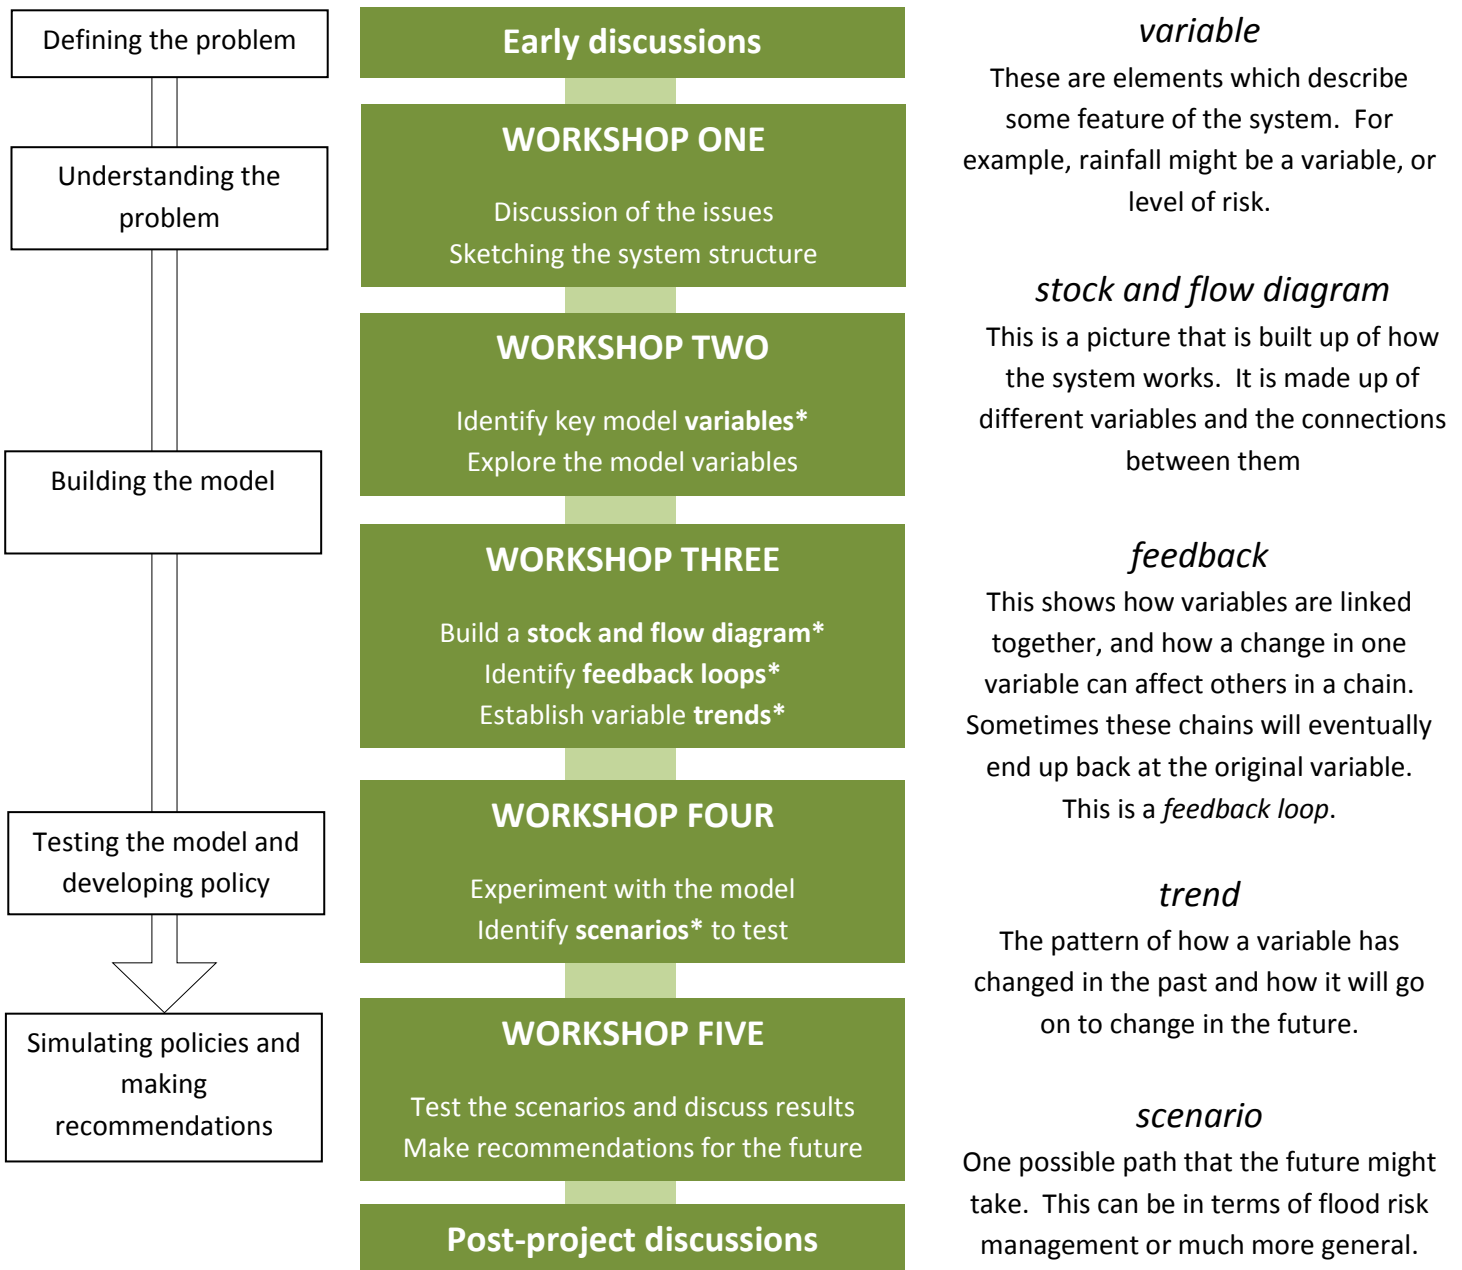 Defining the problem
Understanding the
problem
Building the model
Testing the model and
developing policy
Simulating policies and
making
recommendations
Early discussions
WORKSHOP ONE
Discussion of the issues
Sketching the system structure
WORKSHOP TWO
Identify key model variables*
Explore the model variables
WORKSHOP THREE
Build a stock and flow diagram*
Identify feedback loops*
Establish variable trends*
WORKSHOP FOUR
Experiment with the model
Identify scenarios* to test
WORKSHOP FIVE
Test the scenarios and discuss results
Make recommendations for the future
Post-project discussions
variable
These are elements which describe
some feature of the system. For
example, rainfall might be a variable, or
level of risk.
stock and flow diagram
This is a picture that is built up of how
the system works. It is made up of
different variables and the connections
between them
feedback
This shows how variables are linked
together, and how a change in one
variable can affect others in a chain.
Sometimes these chains will eventually
end up back at the original variable.
This is a feedback loop.
trend
The pattern of how a variable has
changed in the past and how it will go
on to change in the future.
scenario
One possible path that the future might
take. This can be in terms of flood risk
management or much more general.